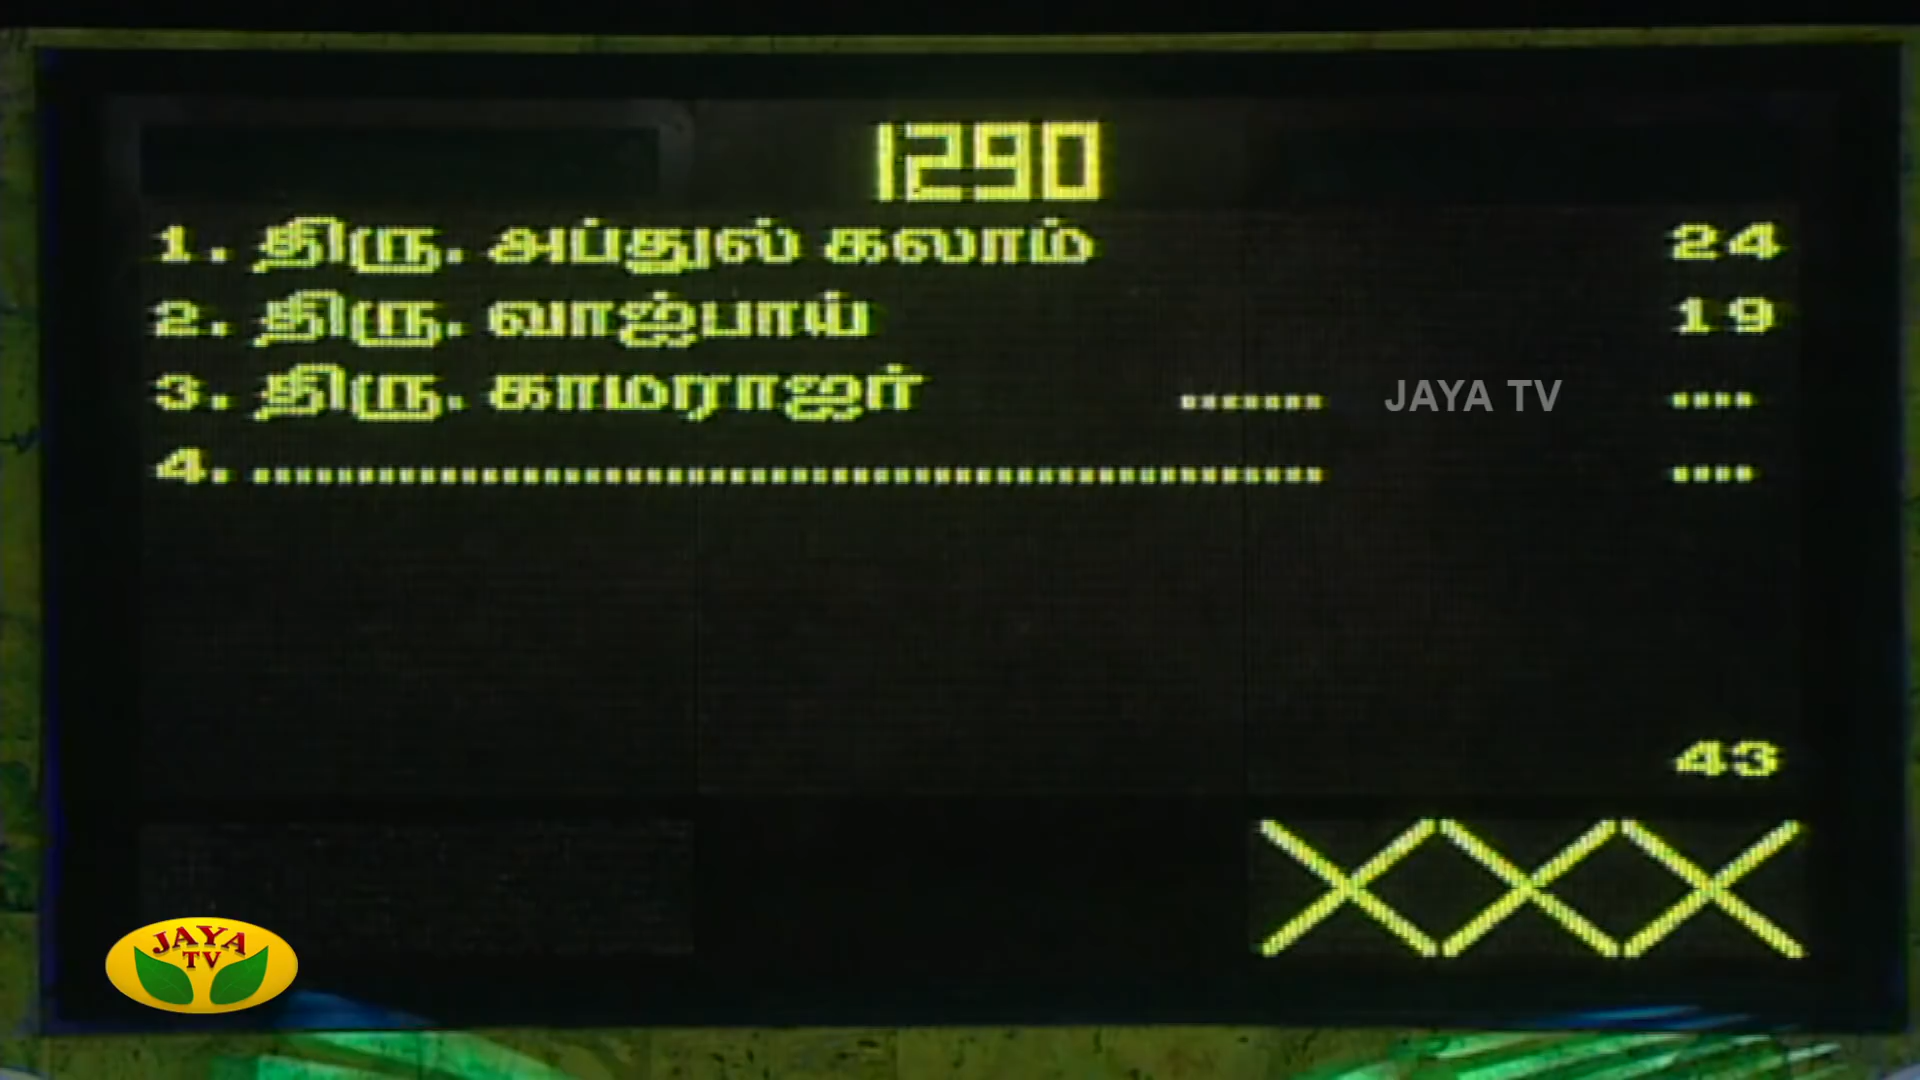 1290
1. திரு. அப்துல் கலாம் 24
2. திரு. வாஜ்பாய் 19
3. திரு. காமராஜர் ....... JAYA TV ....
4. .................................................... ....
43
XXX
JAYA
TV